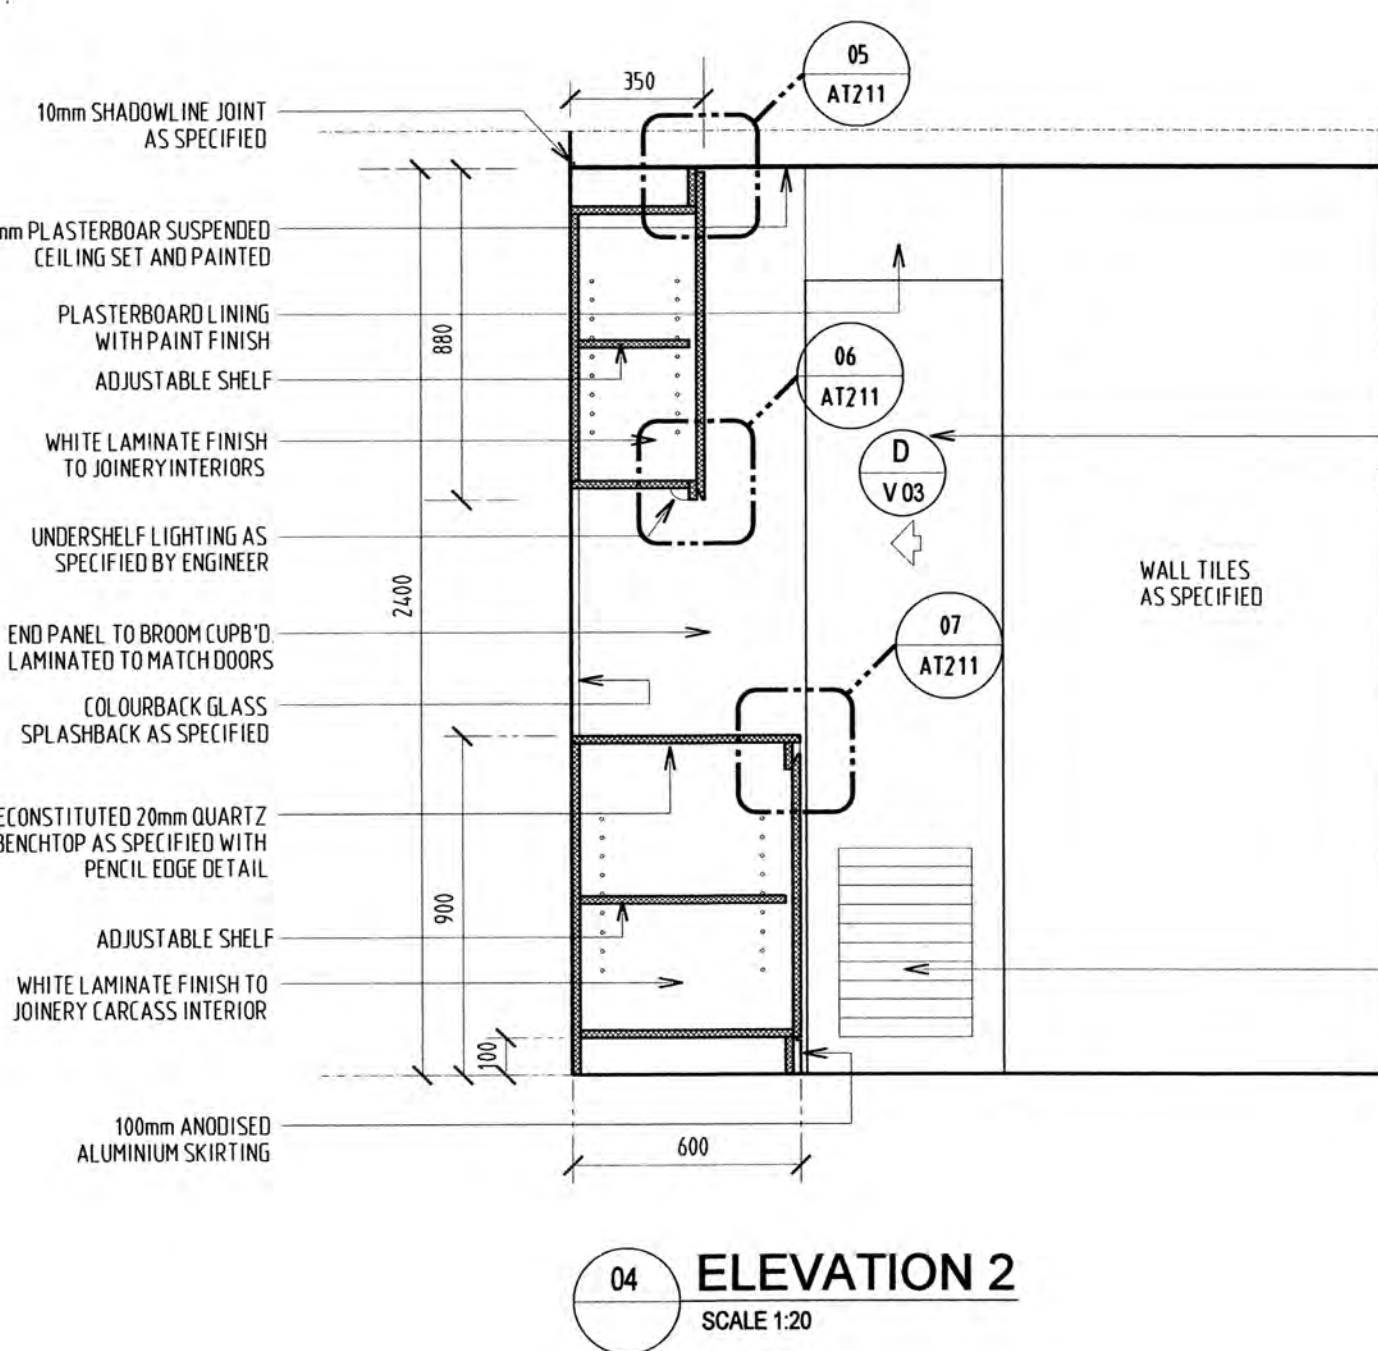 05
AT211
350
10mm SHADOWLINE JOINT
AS SPECIFIED
mm PLASTERBOAR SUSPENDED
CEILING SET AND PAINTED
PLASTERBOARD LINING
WITH PAINT FINISH
880
06
AT211
ADJUSTABLE SHELF
WHITE LAMINATE FINISH
TO JOINERY INTERIORS
D
V 03
UNDERSHELF LIGHTING AS
SPECIFIED BY ENGINEER
2400
WALL TILES
AS SPECIFIED
END PANEL TO BROOM CUPB'D.
LAMINATED TO MATCH DOORS
07
AT211
COLOURBACK GLASS
SPLASHBACK AS SPECIFIED
ECONSTITUTED 20mm QUARTZ
BENCHTOP AS SPECIFIED WITH
PENCIL EDGE DETAIL
900
ADJUSTABLE SHELF
WHITE LAMINATE FINISH TO
JOINERY CARCASS INTERIOR
100
100mm ANODISED
ALUMINIUM SKIRTING
600
04
ELEVATION 2
SCALE 1:20